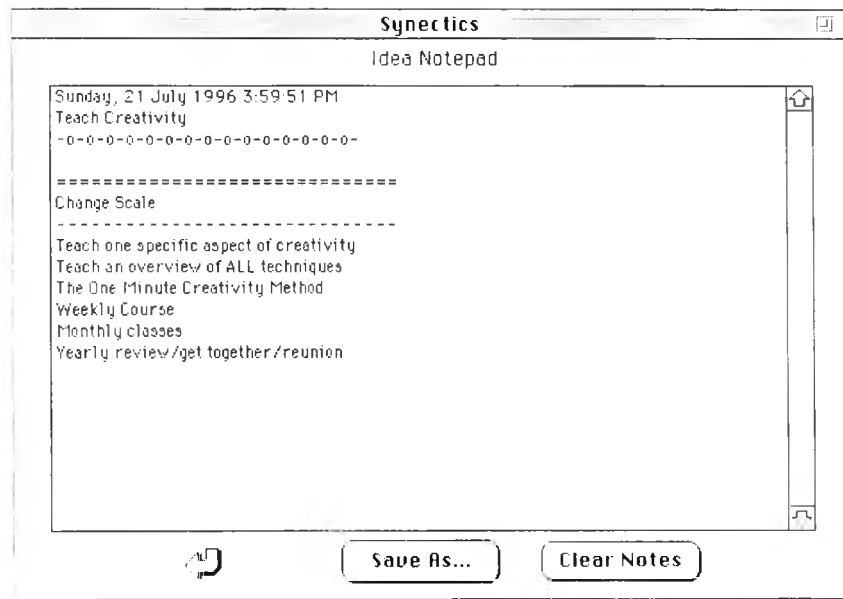 Synectics
Idea Notepad
Sunday, 21 July 1996 3:59:51 PM
Teach Creativity
-o-o-o-o-o-o-o-o-o-o-o-o-o-o-o-
==============================
Change Scale
- - - - - - - - - - - - - - - - - - - - - - - - - - - - - -
Teach one specific aspect of creativity
Teach an overview of ALL techniques
The One Minute Creativity Method
Weekly Course
Monthly classes
Yearly review/get together/reunion
Save As...
Clear Notes